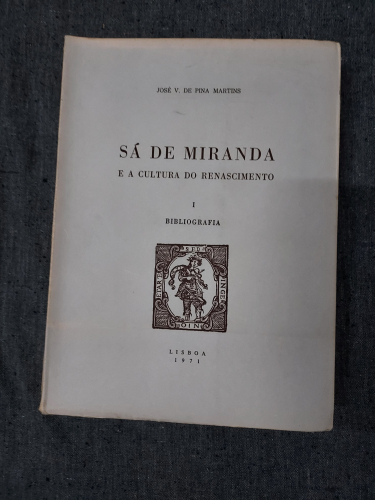 JOSÉ V. DE PINA MARTINS
SÁ DE MIRANDA
E A CULTURA DO RENASCIMENTO
I
BIBLIOGRAFIA
LISBOA
1971